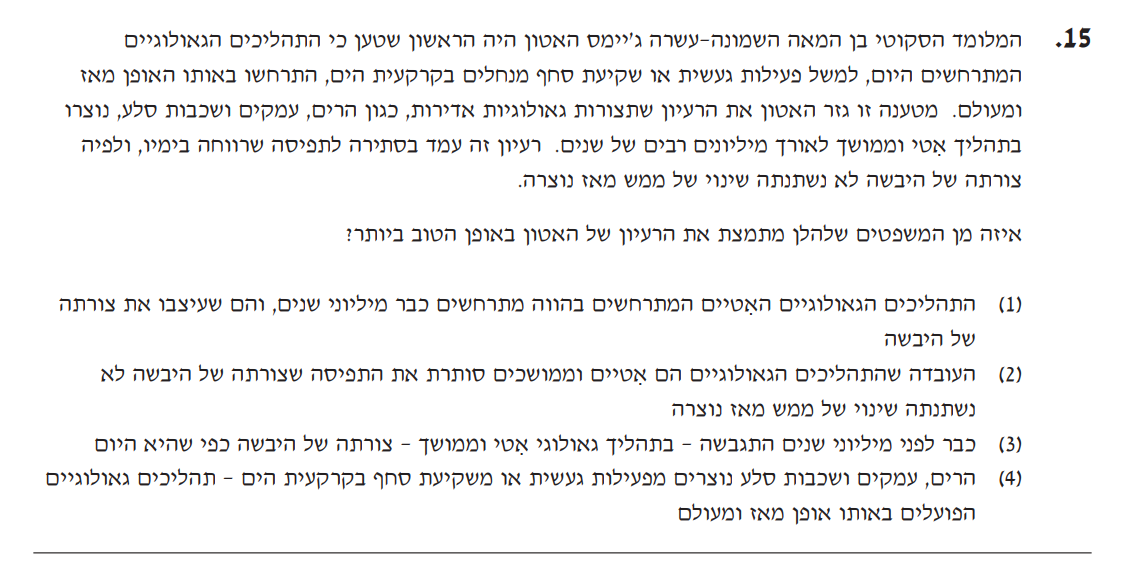 15. המלומד הסקוטי בן המאה השמונה-עשרה ג'יימס האטון היה הראשון שטען כי התהליכים הגאולוגיים
המתרחשים היום, למשל פעילות געשית או שקיעת סחף מנחלים בקרקעית הים, התרחשו באותו האופן מאז
ומעולם. מטענה זו גזר האטון את הרעיון שתצורות גאולוגיות אדירות, כגון הרים, עמקים ושכבות סלע, נוצרו
בתהליך אִטי וממושך לאורך מיליונים רבים של שנים. רעיון זה עמד בסתירה לתפיסה שרווחה בימיו, ולפיה
צורתה של היבשה לא נשתנתה שינוי של ממש מאז נוצרה.
איזה מן המשפטים שלהלן מתמצת את הרעיון של האטון באופן הטוב ביותר?
(1) התהליכים הגאולוגיים האִטיים המתרחשים בהווה מתרחשים כבר מיליוני שנים, והם שעיצבו את צורתה
של היבשה
(2) העובדה שהתהליכים הגאולוגיים הם אִטיים וממושכים סותרת את התפיסה שצורתה של היבשה לא
נשתנתה שינוי של ממש מאז נוצרה
(3) כבר לפני מיליוני שנים התגבשה – בתהליך גאולוגי אִטי וממושך – צורתה של היבשה כפי שהיא היום
(4) הרים, עמקים ושכבות סלע נוצרים מפעילות געשית או משקיעת סחף בקרקעית הים – תהליכים גאולוגיים
הפועלים באותו אופן מאז ומעולם